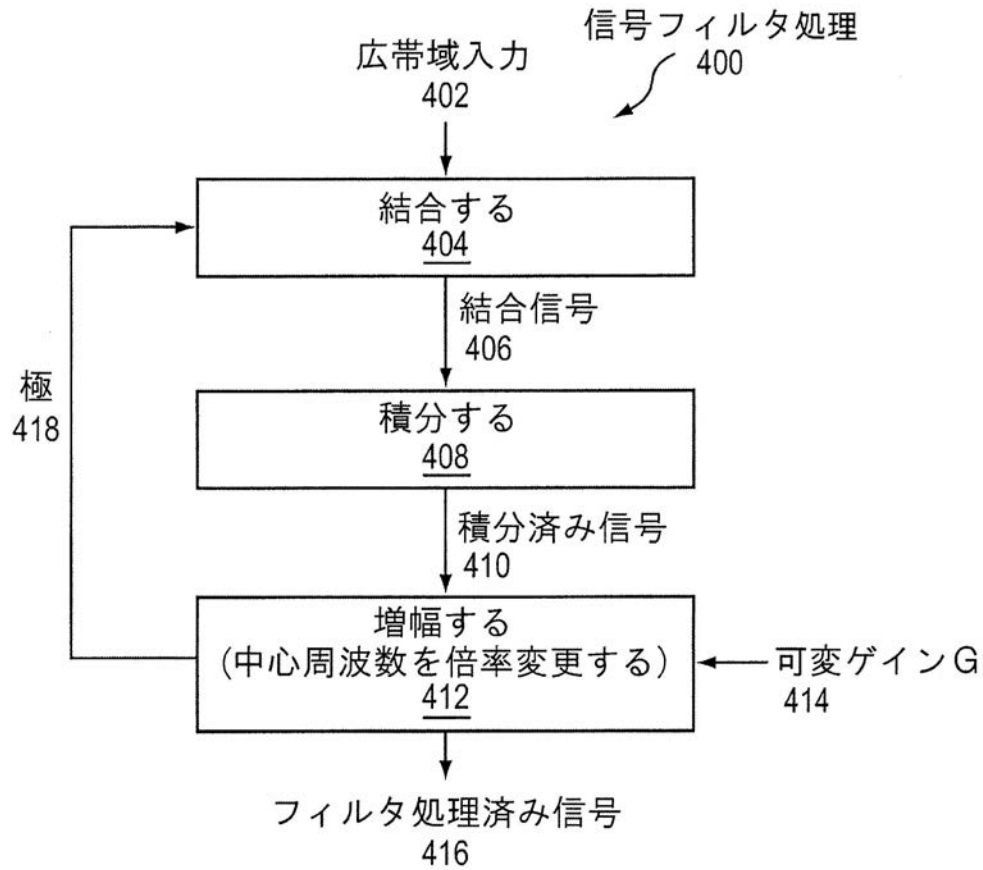 信号フィルタ処理
400
広帯域入力
402
結合する
404
結合信号
406
極
418
積分する
408
積分済み信号
410
増幅する
(中心周波数を倍率変更する)
412
可変ゲインG
414
フィルタ処理済み信号
416